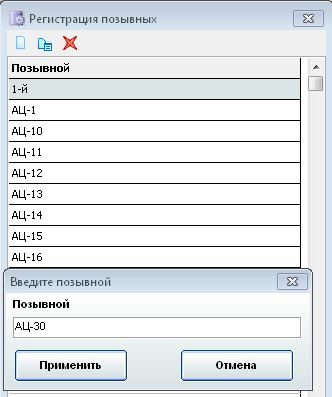 Регистрация позывных
Позывной
1-й
АЦ-1
АЦ-10
АЦ-11
АЦ-12
АЦ-13
АЦ-14
АЦ-15
АЦ-16
Введите позывной
Позывной
АЦ-30
Применить Отмена